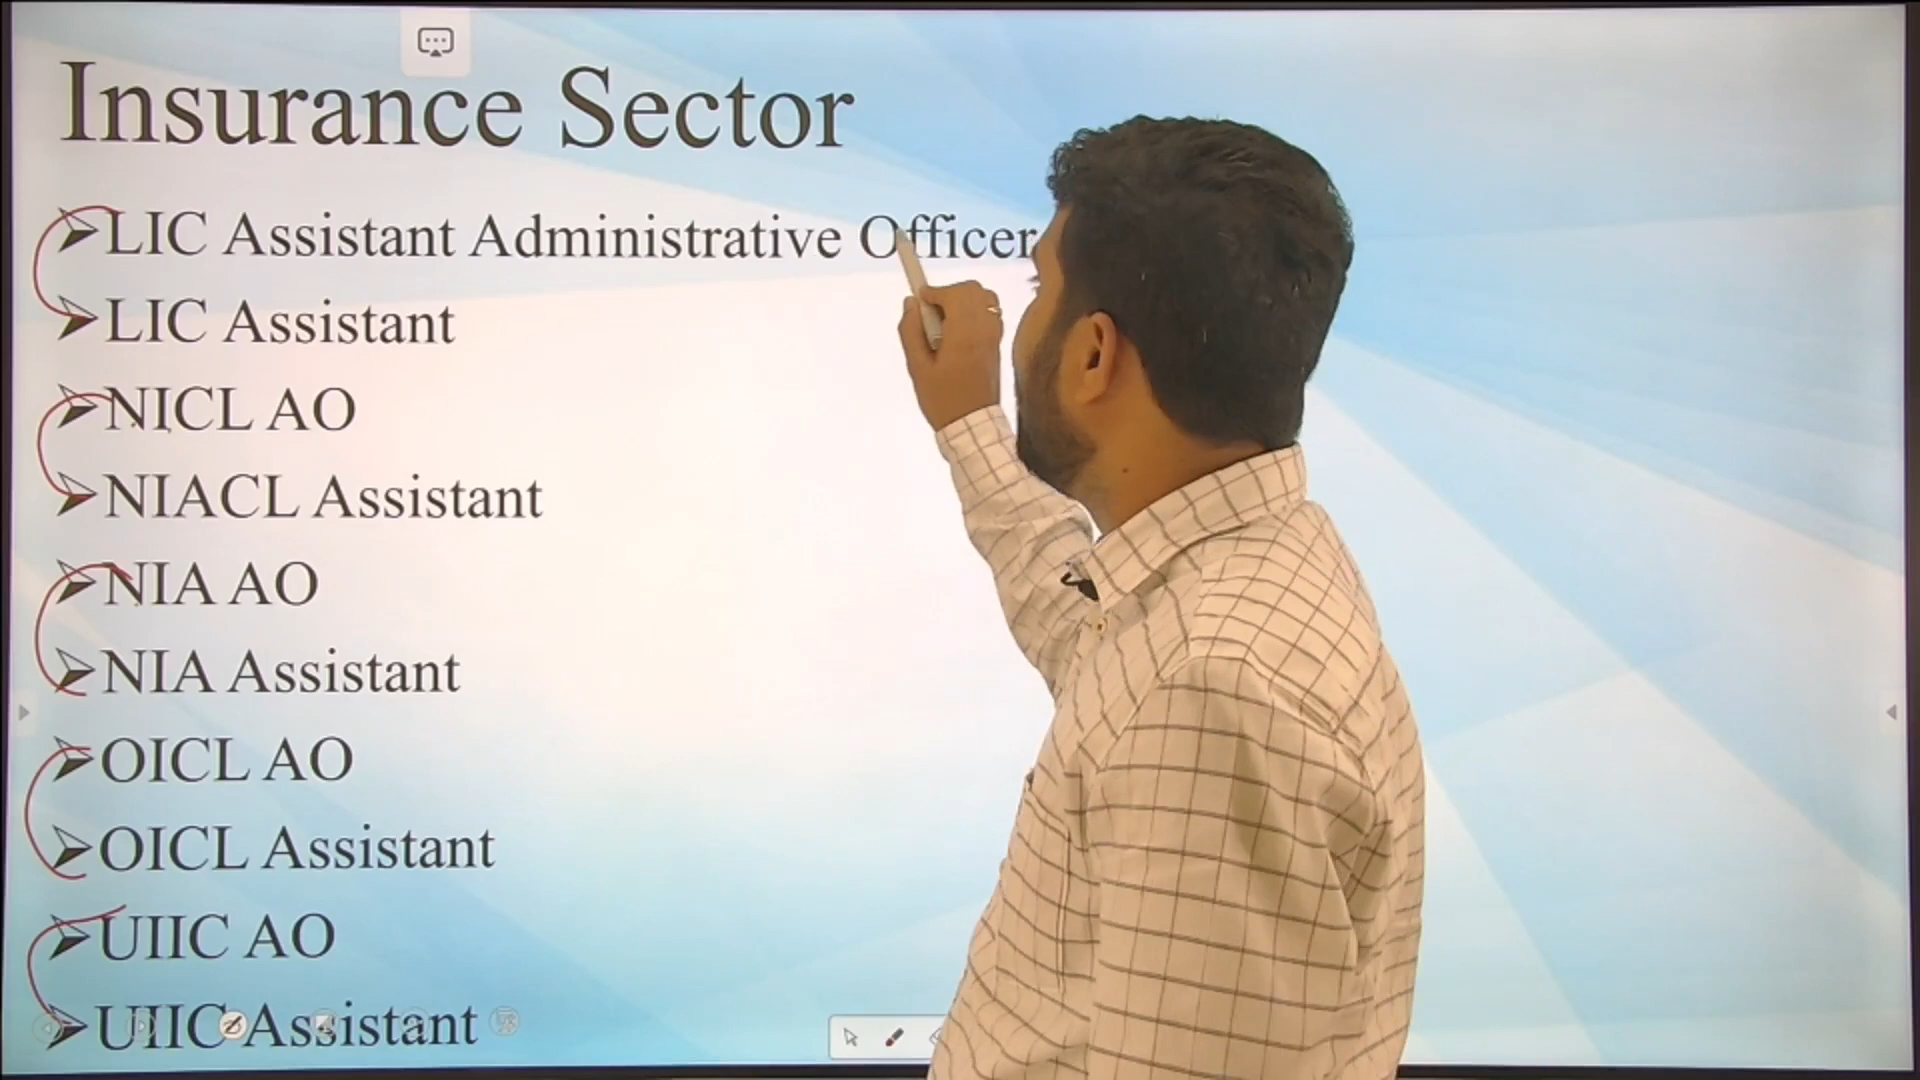 Insurance Sector
LIC Assistant Administrative Officer
LIC Assistant
NICL AO
NIACL Assistant
NIA AO
NIA Assistant
OICL AO
OICL Assistant
UIIC AO
UIIC Assistant